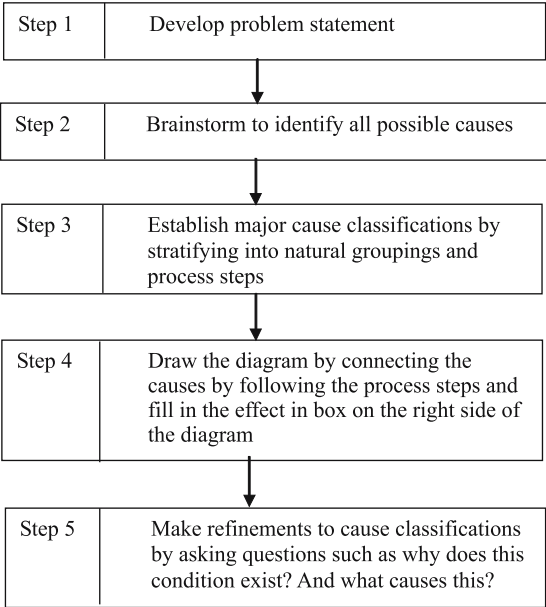 Step 1 Develop problem statement
Step 2 Brainstorm to identify all possible causes
Step 3 Establish major cause classifications by
stratifying into natural groupings and
process steps
Step 4 Draw the diagram by connecting the
causes by following the process steps and
fill in the effect in box on the right side of
the diagram
Step 5 Make refinements to cause classifications
by asking questions such as why does this
condition exist? And what causes this?